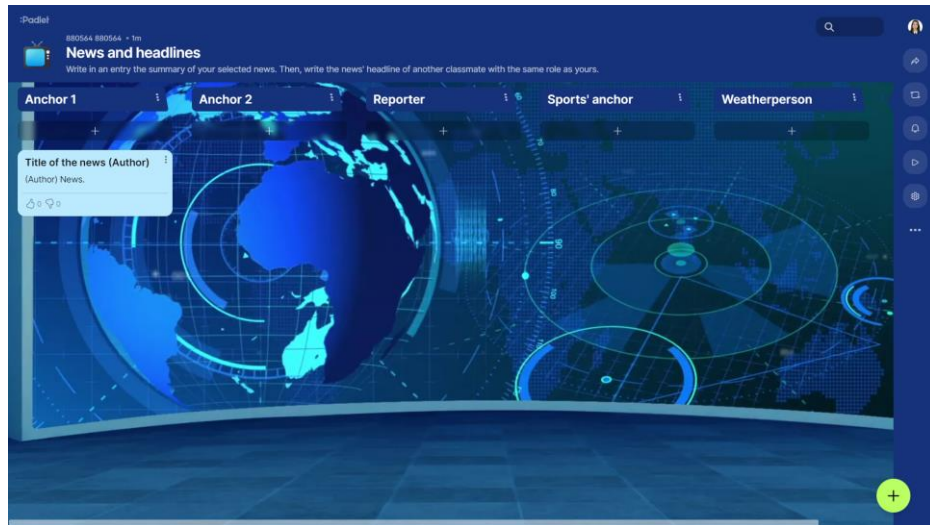 :Padlet
880564 880564 • 1m
News and headlines
Write in an entry the summary of your selected news. Then, write the news' headline of another classmate with the same role as yours.
Anchor 1
Anchor 2
Reporter
Sports' anchor
Weatherperson
Title of the news (Author)
(Author) News.
0 0